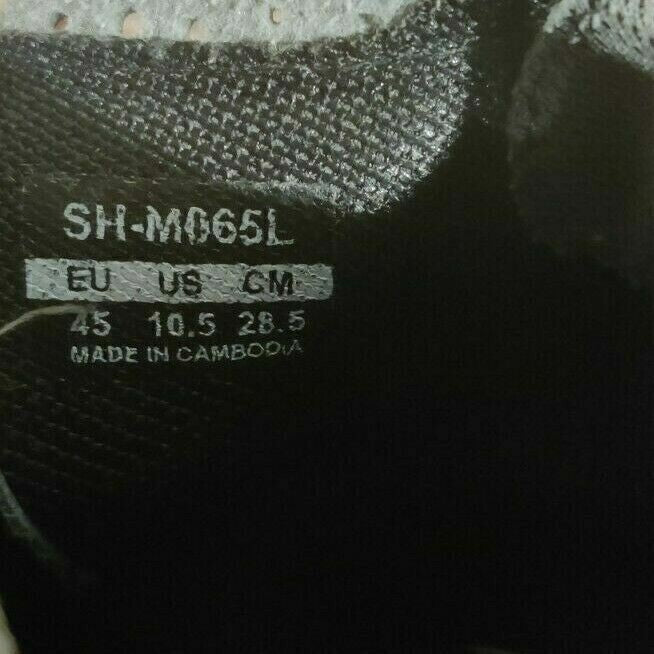 SH-M065L
EU US CM
45 10.5 28.5
MADE IN CAMBODIA